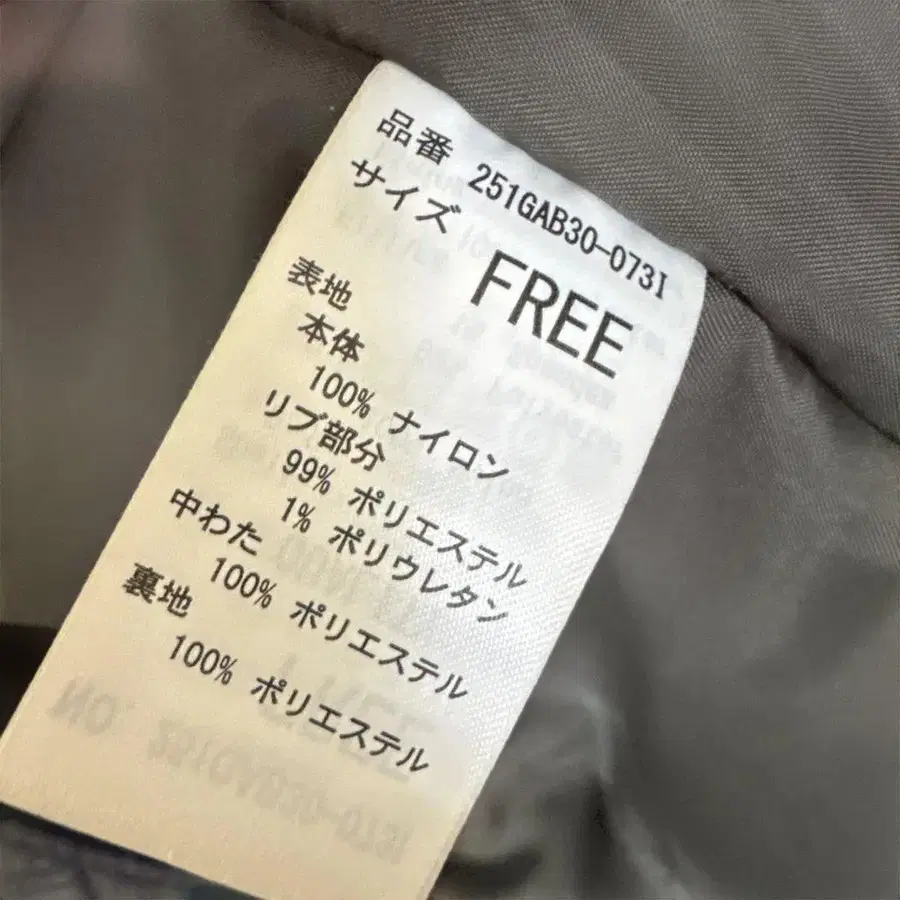 品番 251GAB30-073I
サイズ FREE
表地
本体
100% ナイロン
リブ部分
99% ポリエステル
1% ポリウレタン
中わた
100% ポリエステル
裏地
100% ポリエステル